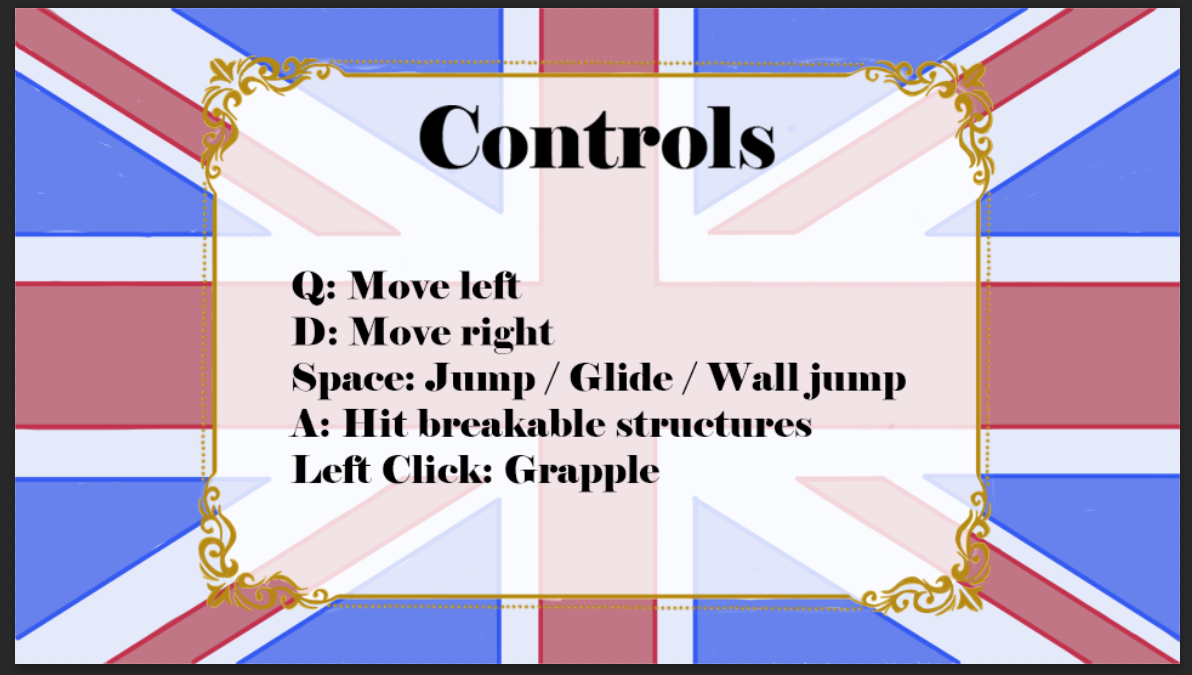 Controls
Q: Move left
D: Move right
Space: Jump / Glide / Wall jump
A: Hit breakable structures
Left Click: Grapple